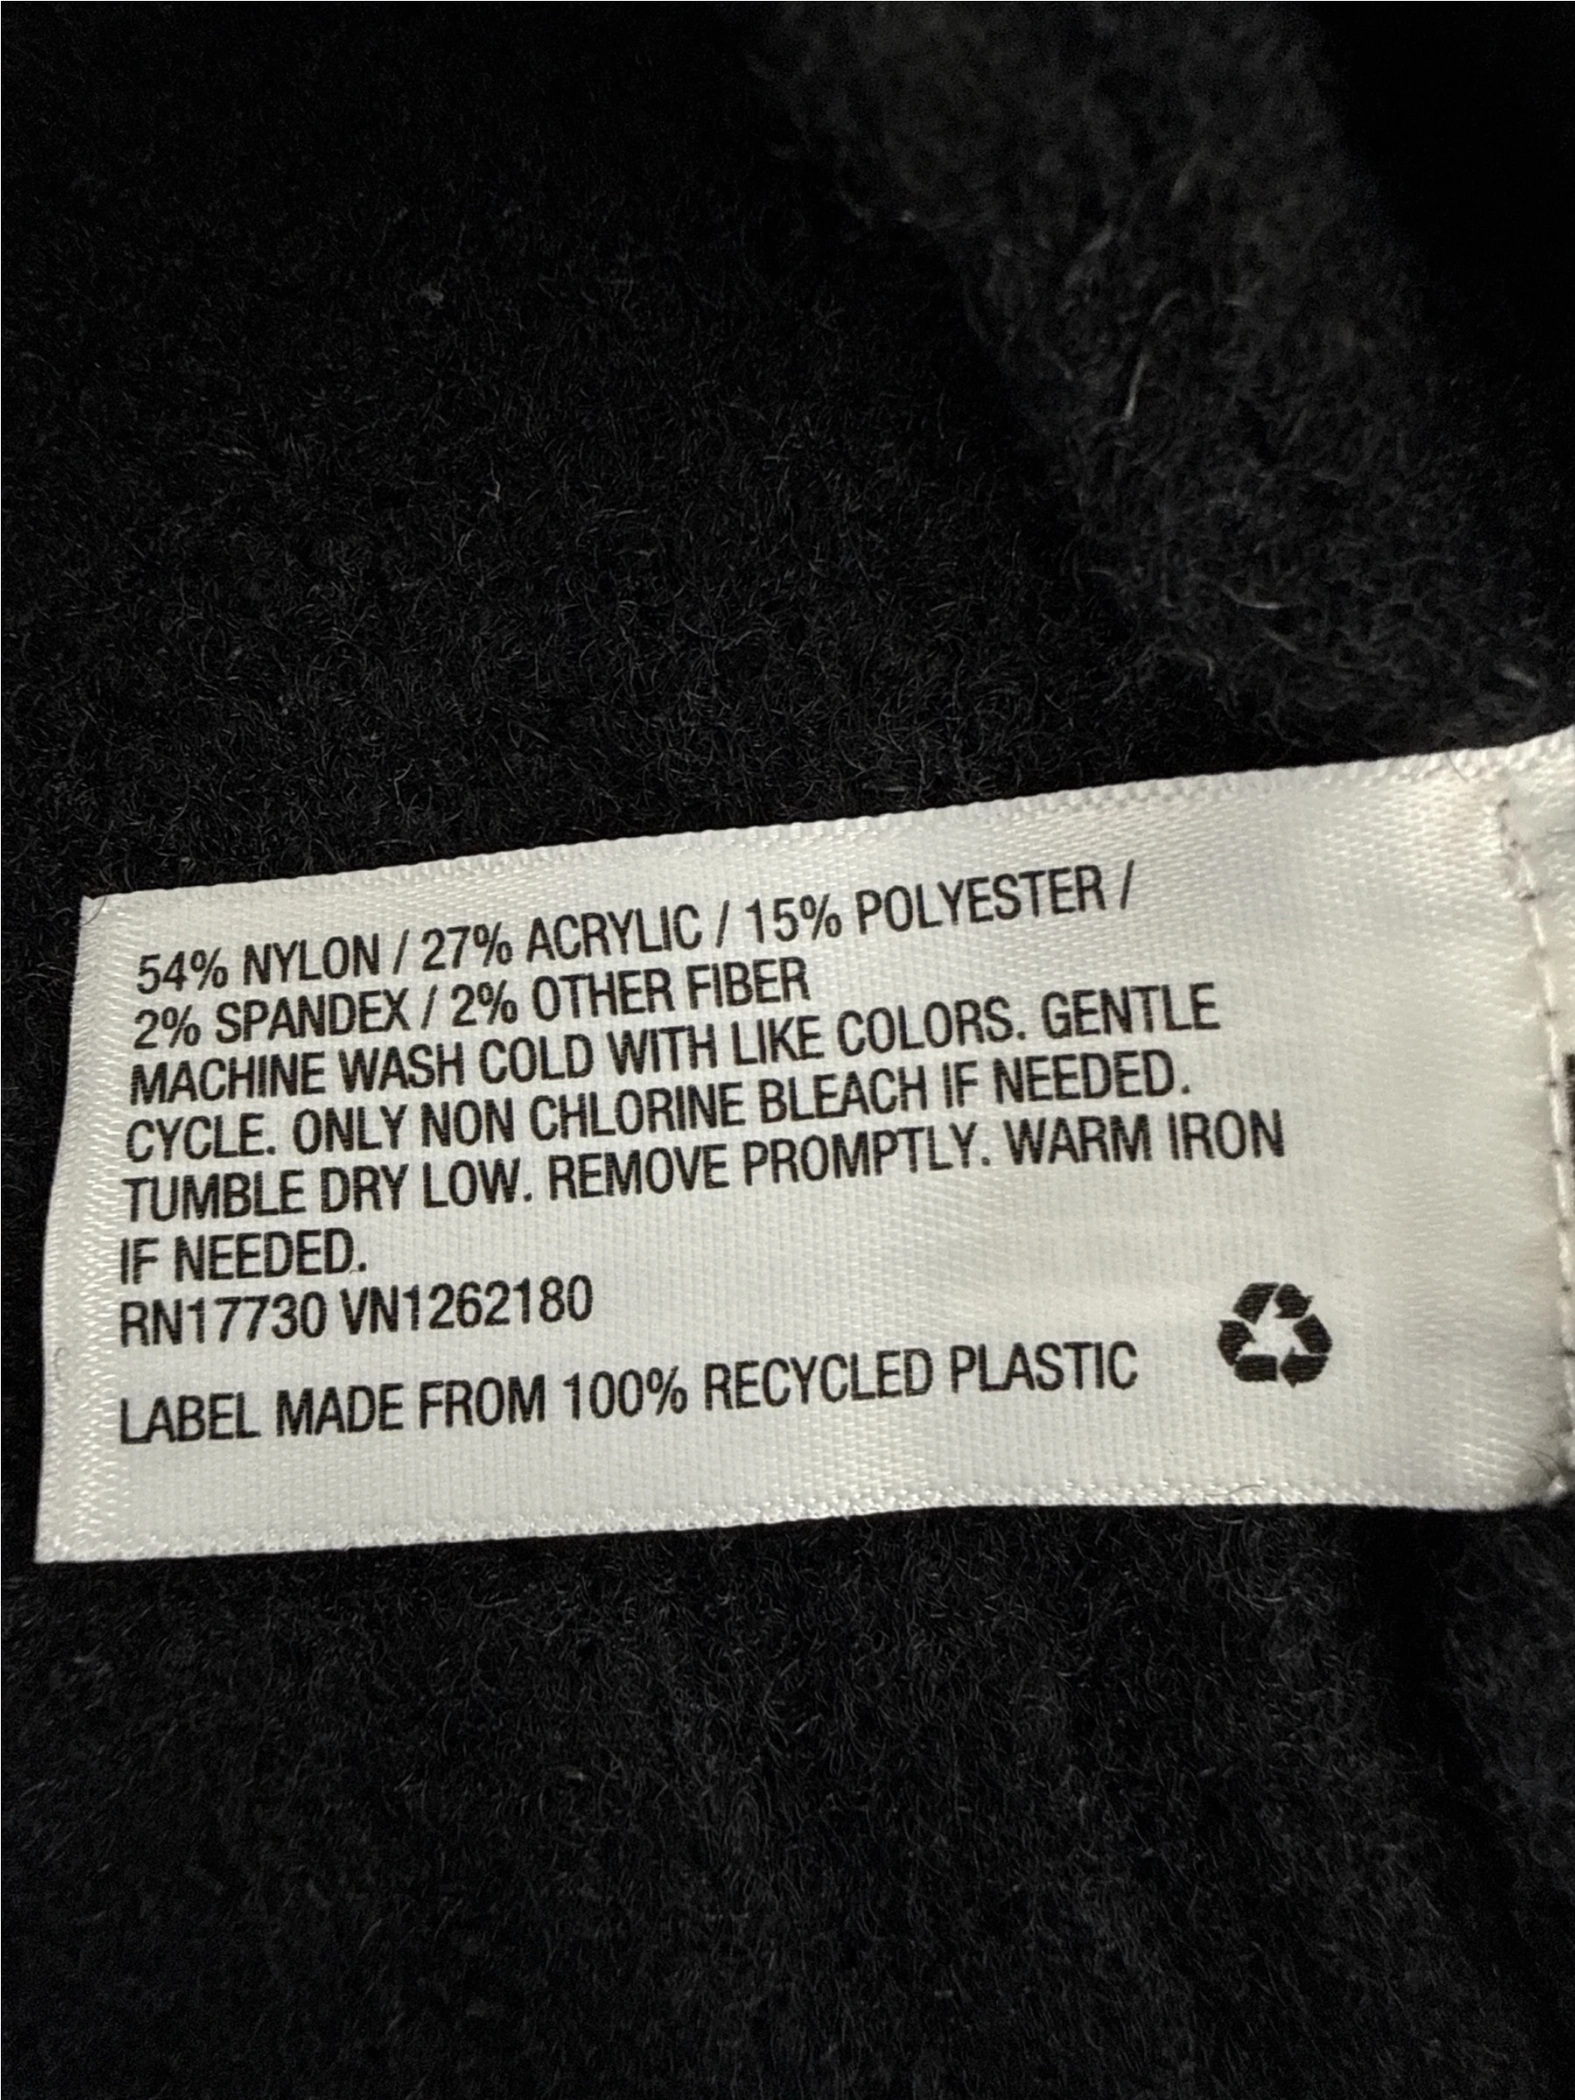 54% NYLON / 27% ACRYLIC / 15% POLYESTER /
2% SPANDEX / 2% OTHER FIBER
MACHINE WASH COLD WITH LIKE COLORS. GENTLE
CYCLE. ONLY NON CHLORINE BLEACH IF NEEDED.
TUMBLE DRY LOW. REMOVE PROMPTLY. WARM IRON
IF NEEDED.
RN17730 VN1262180
LABEL MADE FROM 100% RECYCLED PLASTIC